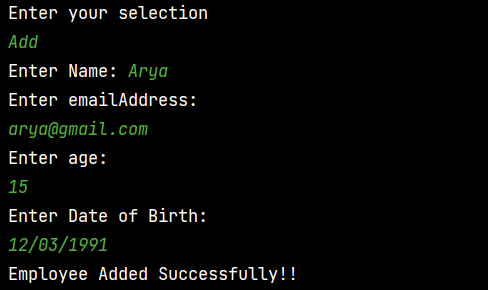 Enter your selection
Add
Enter Name: Arya
Enter emailAddress:
arya@gmail.com
Enter age:
15
Enter Date of Birth:
12/03/1991
Employee Added Successfully!!